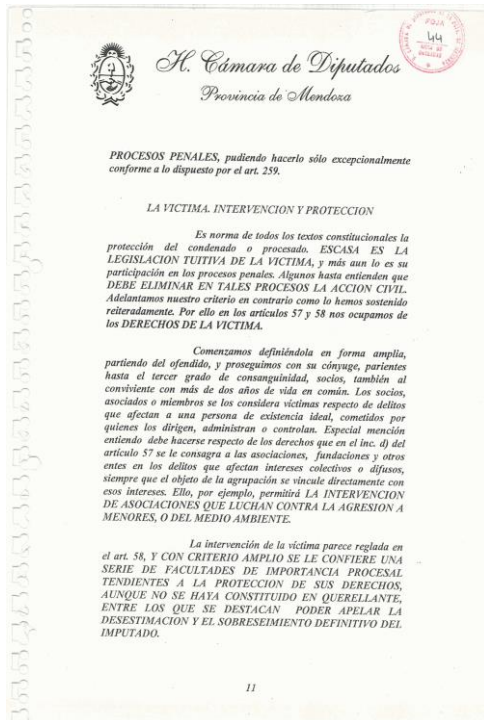 FOJA
44
H. Cámara de Diputados
Provincia de Mendoza
PROCESOS PENALES, pudiendo hacerlo sólo excepcionalmente
conforme a lo dispuesto por el art. 259.
LA VICTIMA. INTERVENCION Y PROTECCION
Es norma de todos los textos constitucionales la
protección del condenado o procesado. ESCASA ES LA
LEGISLACION TUITIVA DE LA VICTIMA, y más aun lo es su
participación en los procesos penales. Algunos hasta entienden que
DEBE ELIMINAR EN TALES PROCESOS LA ACCION CIVIL.
Adelantamos nuestro criterio en contrario como lo hemos sostenido
reiteradamente. Por ello en los artículos 57 y 58 nos ocupamos de
los DERECHOS DE LA VICTIMA.
Comenzamos definiéndola en forma amplia,
partiendo del ofendido, y proseguimos con su cónyuge, parientes
hasta el tercer grado de consanguinidad, socios, también al
conviviente con más de dos años de vida en común. Los socios,
asociados o miembros se los considera víctimas respecto de delitos
que afectan a una persona de existencia ideal, cometidos por
quienes los dirigen, administran o controlan. Especial mención
entiendo debe hacerse respecto de los derechos que en el inc. d) del
artículo 57 se le consagra a las asociaciones, fundaciones y otros
entes en los delitos que afectan intereses colectivos o difusos,
siempre que el objeto de la agrupación se vincule directamente con
esos intereses. Ello, por ejemplo, permitirá LA INTERVENCION
DE ASOCIACIONES QUE LUCHAN CONTRA LA AGRESION A
MENORES, O DEL MEDIO AMBIENTE.
La intervención de la víctima parece reglada en
el art. 58, Y CON CRITERIO AMPLIO SE LE CONFIERE UNA
SERIE DE FACULTADES DE IMPORTANCIA PROCESAL
TENDIENTES A LA PROTECCION DE SUS DERECHOS,
AUNQUE NO SE HAYA CONSTITUIDO EN QUERELLANTE,
ENTRE LOS QUE SE DESTACAN PODER APELAR LA
DESESTIMACION Y EL SOBRESEIMIENTO DEFINITIVO DEL
IMPUTADO.
11